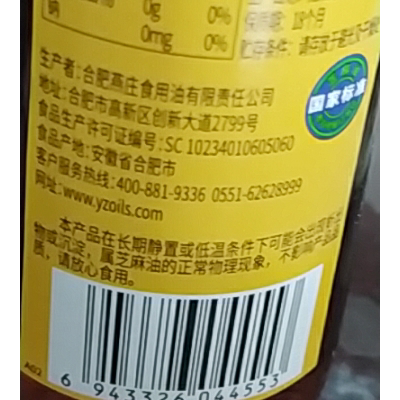 钠
0g 0%
0mg 0%
保质期: 18个月
生产者:合肥燕庄食用油有限责任公司
地址:合肥市高新区创新大道2799号
食品生产许可证编号:SC 10234010605060
食品产地:安徽省合肥市
客户服务热线:400-881-9336 0551-62628999
网址:www.yzoils.com
国家标准
本产品在长期静置或低温条件下可能会出现
物或沉淀,属芝麻油的正常物理现象,不影响产品品
质,请放心食用。
A02
6 943326 044553